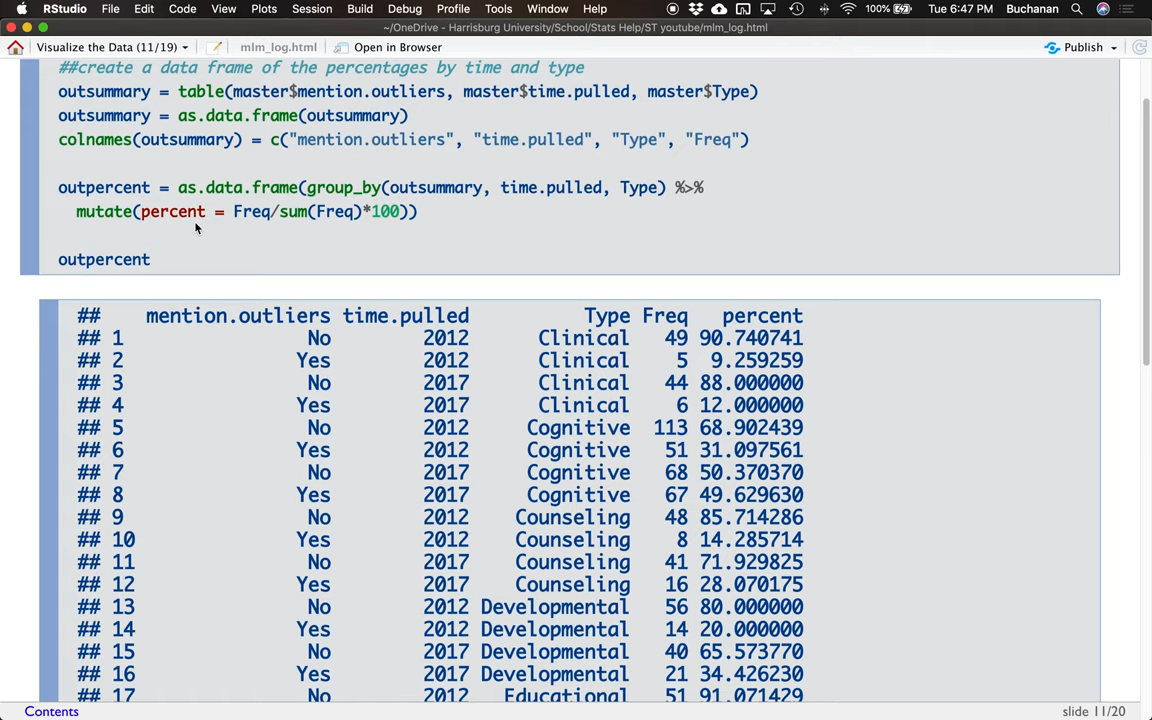 RStudio File Edit Code View Plots Session Build Debug Profile Tools Window Help 100% Tue 6:47 PM Buchanan
~/OneDrive - Harrisburg University/School/Stats Help/ST youtube/mlm_log.html
Visualize the Data (11/19) mlm_log.html Open in Browser Publish
##create a data frame of the percentages by time and type
outsummary = table(master$mention.outliers, master$time.pulled, master$Type)
outsummary = as.data.frame(outsummary)
colnames(outsummary) = c("mention.outliers", "time.pulled", "Type", "Freq")
outpercent = as.data.frame(group_by(outsummary, time.pulled, Type) %>%
mutate(percent = Freq/sum(Freq)*100))
outpercent
## mention.outliers time.pulled Type Freq percent
## 1 No 2012 Clinical 49 90.740741
## 2 Yes 2012 Clinical 5 9.259259
## 3 No 2017 Clinical 44 88.000000
## 4 Yes 2017 Clinical 6 12.000000
## 5 No 2012 Cognitive 113 68.902439
## 6 Yes 2012 Cognitive 51 31.097561
## 7 No 2017 Cognitive 68 50.370370
## 8 Yes 2017 Cognitive 67 49.629630
## 9 No 2012 Counseling 48 85.714286
## 10 Yes 2012 Counseling 8 14.285714
## 11 No 2017 Counseling 41 71.929825
## 12 Yes 2017 Counseling 16 28.070175
## 13 No 2012 Developmental 56 80.000000
## 14 Yes 2012 Developmental 14 20.000000
## 15 No 2017 Developmental 40 65.573770
## 16 Yes 2017 Developmental 21 34.426230
## 17 No 2012 Educational 51 91.071429
Contents slide 11/20